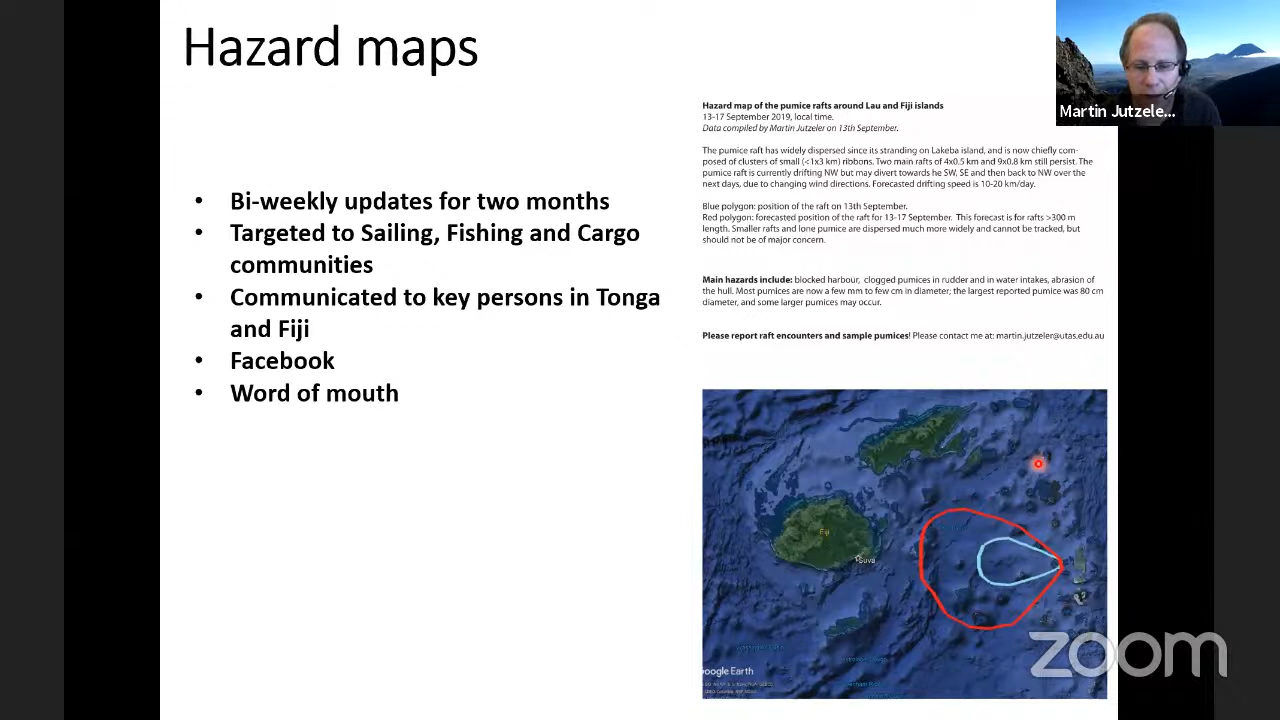 Hazard maps
Martin Jutzele...
• Bi-weekly updates for two months
• Targeted to Sailing, Fishing and Cargo
communities
• Communicated to key persons in Tonga
and Fiji
• Facebook
• Word of mouth
Hazard map of the pumice rafts around Lau and Fiji islands
13-17 September 2019, local time.
Data compiled by Martin Jutzeler on 13th September.
The pumice raft has widely dispersed since its stranding on Lakeba island, and is now chiefly com-
posed of clusters of small (<1x3 km) ribbons. Two main rafts of 4x0.5 km and 9x0.8 km still persist. The
pumice raft is currently drifting NW but may divert towards he SW, SE and then back to NW over the
next days, due to changing wind directions. Forecasted drifting speed is 10-20 km/day.
Blue polygon: position of the raft on 13th September.
Red polygon: forecasted position of the raft for 13-17 September. This forecast is for rafts >300 m
length. Smaller rafts and lone pumice are dispersed much more widely and cannot be tracked, but
should not be of major concern.
Main hazards include: blocked harbour, clogged pumices in rudder and in water intakes, abrasion of
the hull. Most pumices are now a few mm to few cm in diameter; the largest reported pumice was 80 cm
diameter, and some larger pumices may occur.
Please report raft encounters and sample pumices! Please contact me at: martin.jutzeler@utas.edu.au
Fiji
Suva
Google Earth
zoom